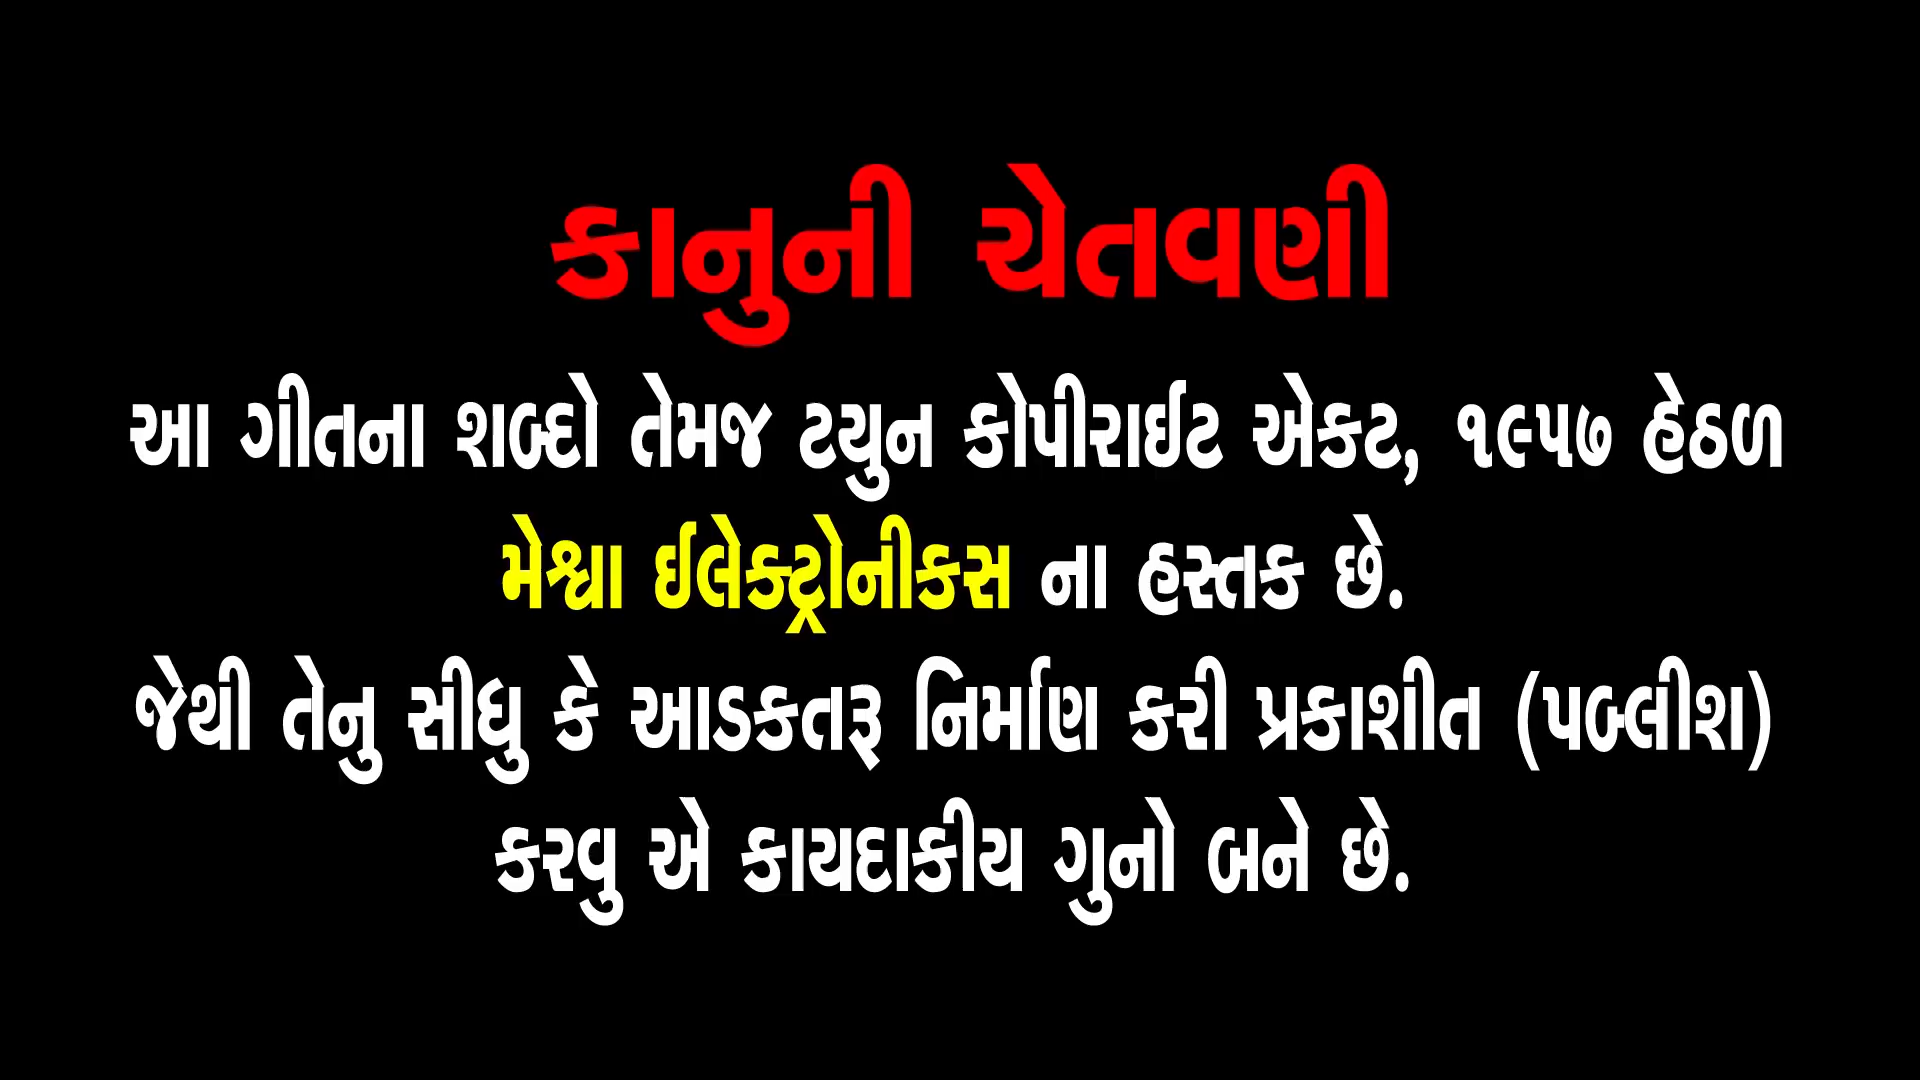 કાનુની ચેતવણી
આ ગીતના શબ્દો તેમજ ટયુન કોપીરાઈટ એકટ, ૧૯૫૭ હેઠળ
મેશ્વા ઈલેક્ટ્રોનીકસ ના હસ્તક છે.
જેથી તેનુ સીધુ કે આડકતરૂ નિર્માણ કરી પ્રકાશીત (પબ્લીશ)
કરવુ એ કાયદાકીય ગુનો બને છે.